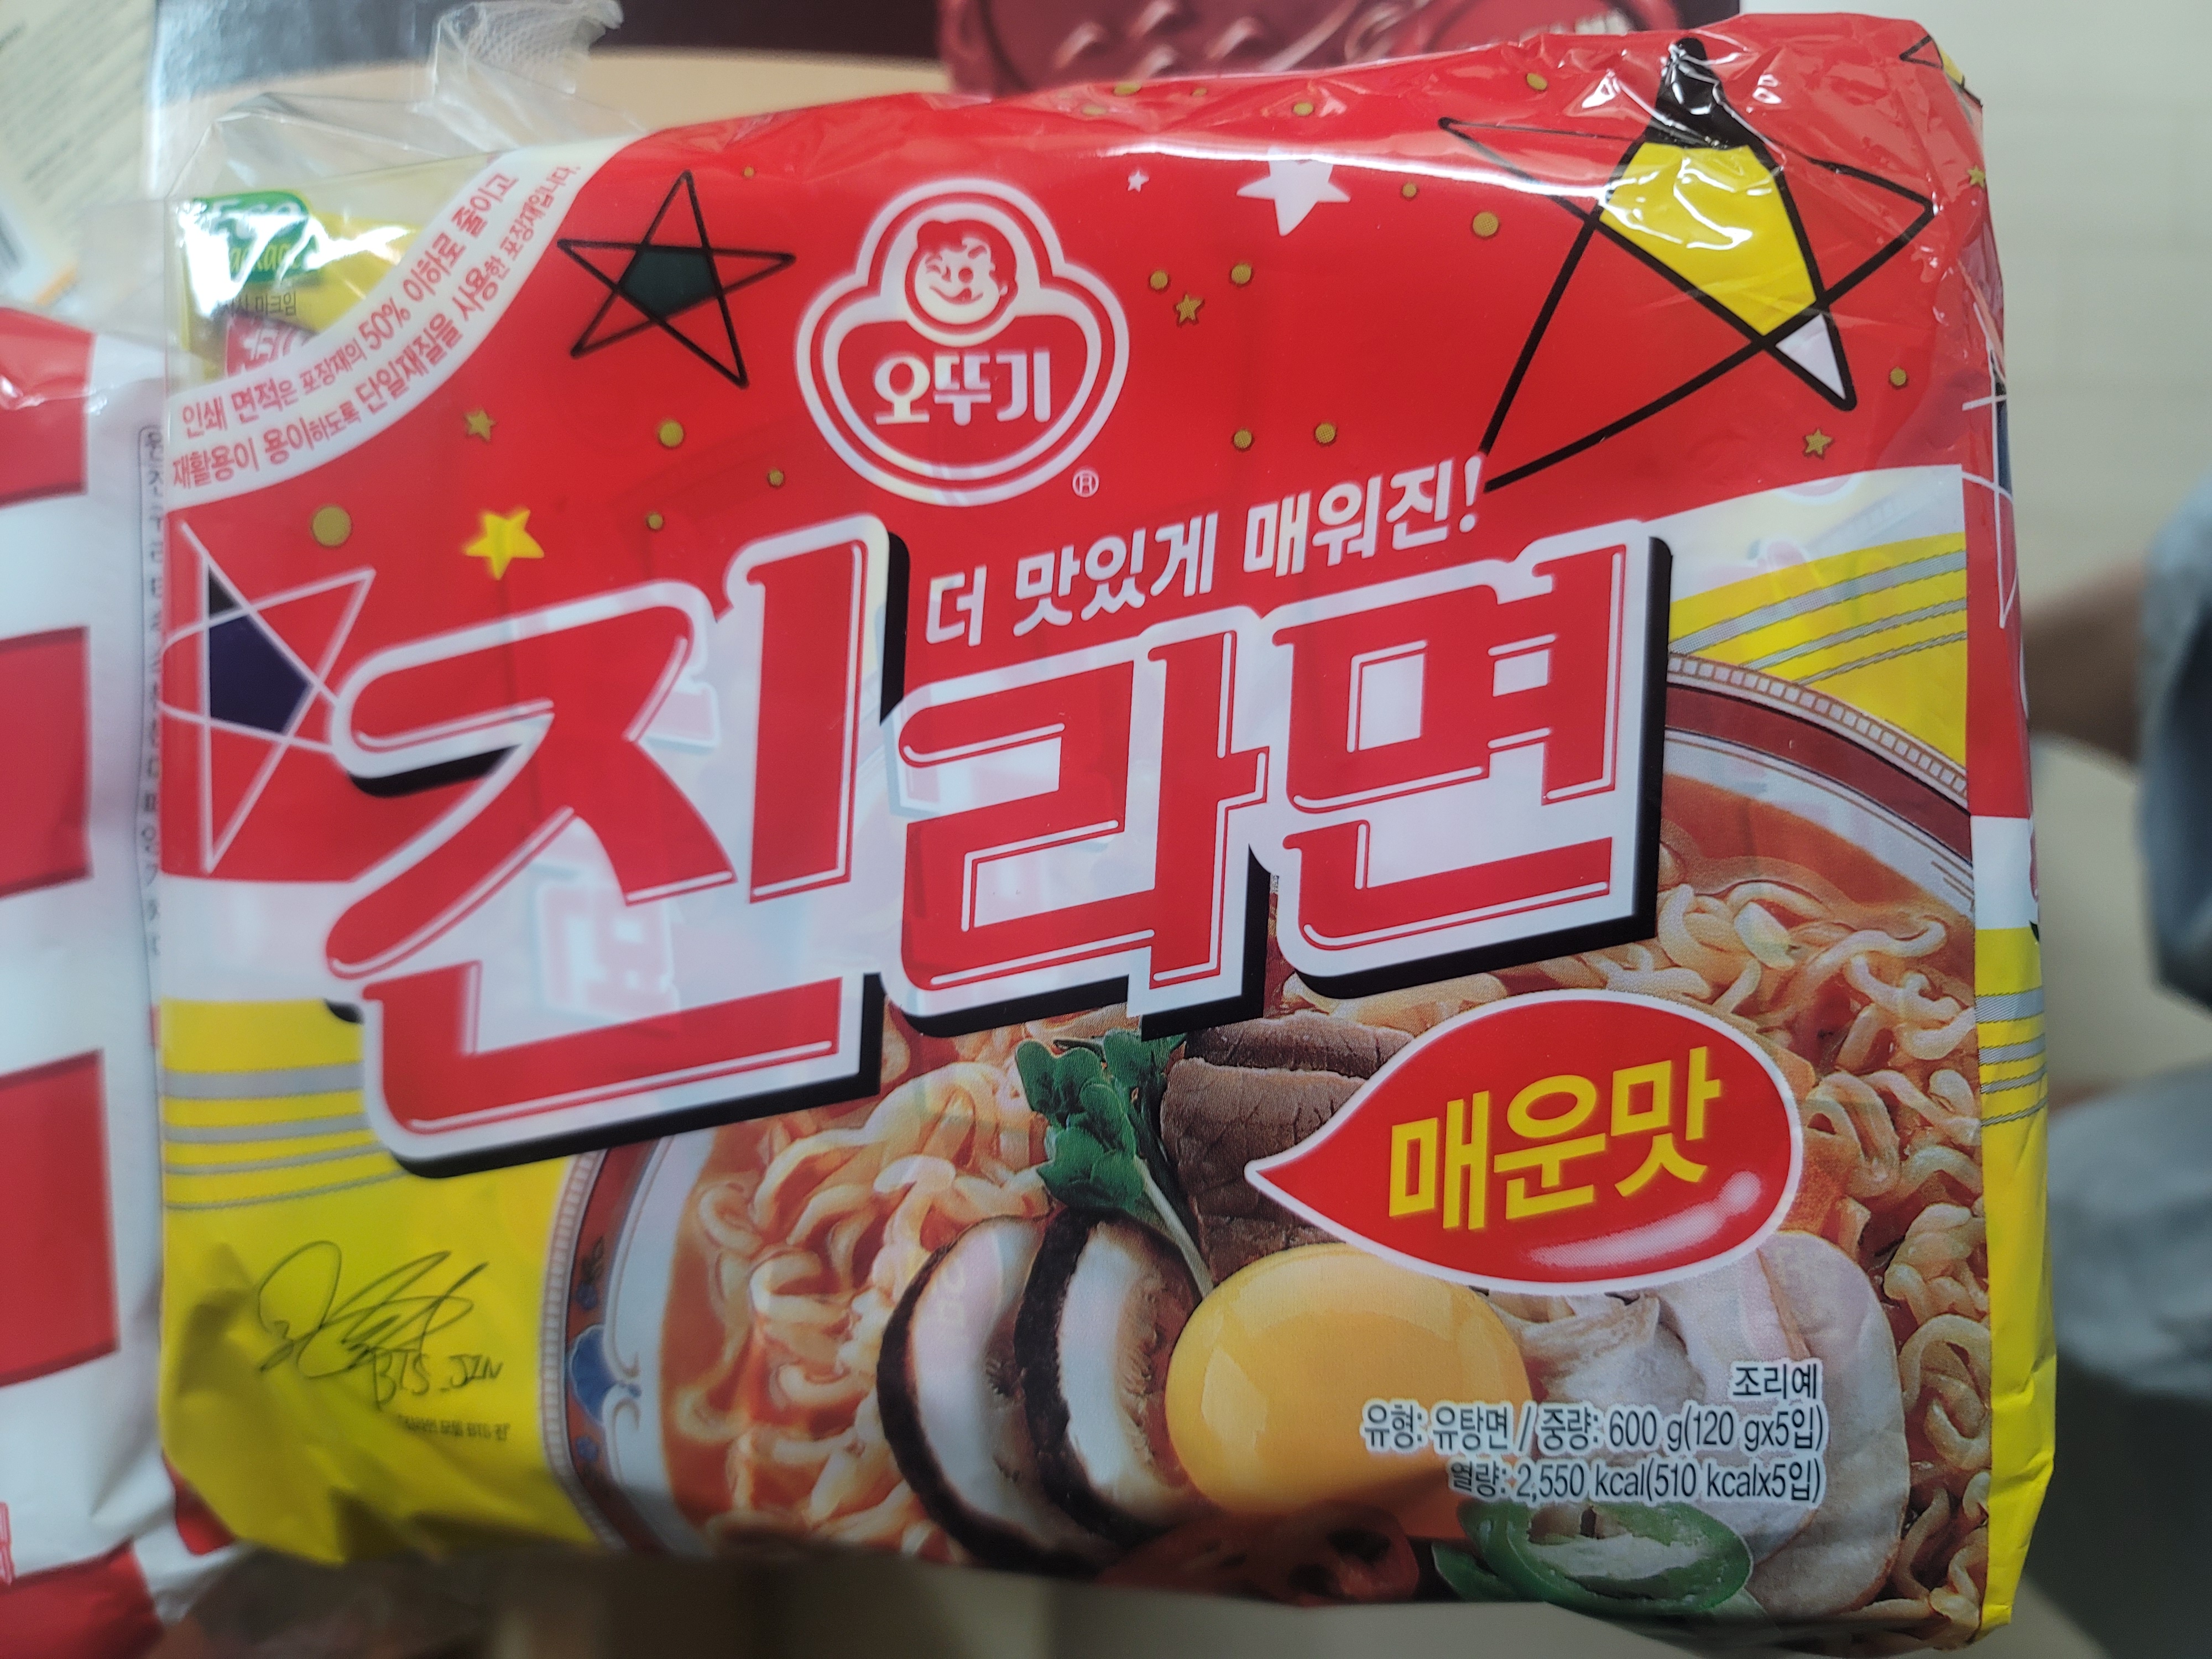 인쇄 면적은 포장재의 50% 이하로 줄이고
재활용이 용이하도록 단일재질을 사용한 포장재입니다.
오뚜기
®
더 맛있게 매워진!
진라면
매운맛
BTS JIN
조리예
유형: 유탕면 / 중량: 600 g(120 gx5입)
열량: 2,550 kcal(510 kcalx5입)